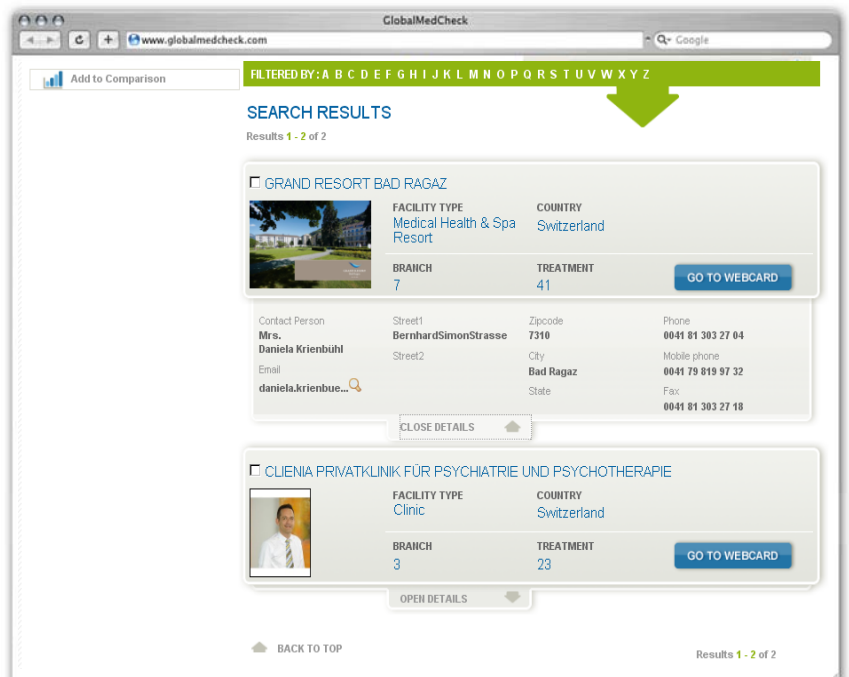 GlobalMedCheck
www.globalmedcheck.com
Google
Add to Comparison
FILTERED BY: A B C D E F G H I J K L M N O P Q R S T U V W X Y Z
SEARCH RESULTS
Results 1 - 2 of 2
GRAND RESORT BAD RAGAZ
FACILITY TYPE
Medical Health & Spa
Resort
COUNTRY
Switzerland
BRANCH
7
TREATMENT
41
GO TO WEBCARD
Contact Person
Mrs.
Daniela Krienbühl
Email
daniela.krienbue...
Street1
BernhardSimonStrasse
Street2
Zipcode
7310
City
Bad Ragaz
State
Phone
0041 81 303 27 04
Mobile phone
0041 79 819 97 32
Fax
0041 81 303 27 18
CLOSE DETAILS
CLIENIA PRIVATKLINIK FÜR PSYCHIATRIE UND PSYCHOTHERAPIE
FACILITY TYPE
Clinic
COUNTRY
Switzerland
BRANCH
3
TREATMENT
23
GO TO WEBCARD
OPEN DETAILS
BACK TO TOP
Results 1 - 2 of 2